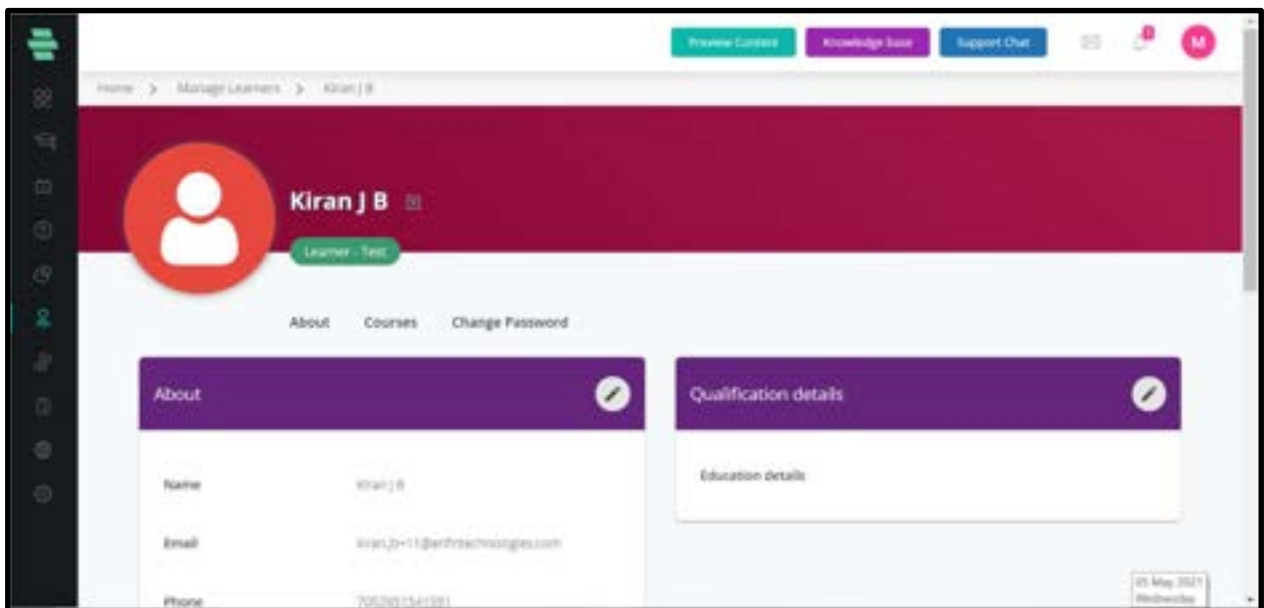 Preview Content Knowledge base Support Chat
M
Home > Manage Learners > Kiran J B
Kiran J B
Learner - Test
About Courses Change Password
About
Qualification details
Name Kiran J B
Education details
Email
Phone
05 May 2021
Wednesday